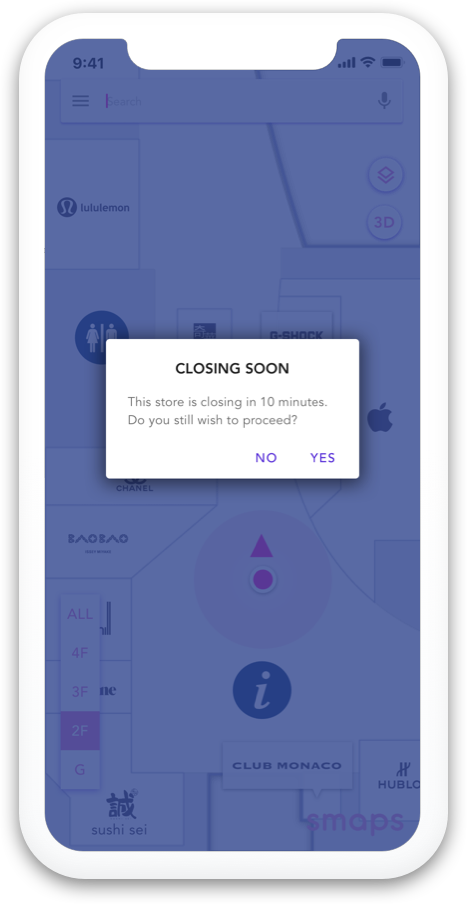 9:41
Search
lululemon
3D
G-SHOCK
CLOSING SOON
This store is closing in 10 minutes.
Do you still wish to proceed?
NO YES
CHANEL
BAOBAO
ALL
4F
3F
2F
G
i
CLUB MONACO
HUBLO
誠
sushi sei
smaps